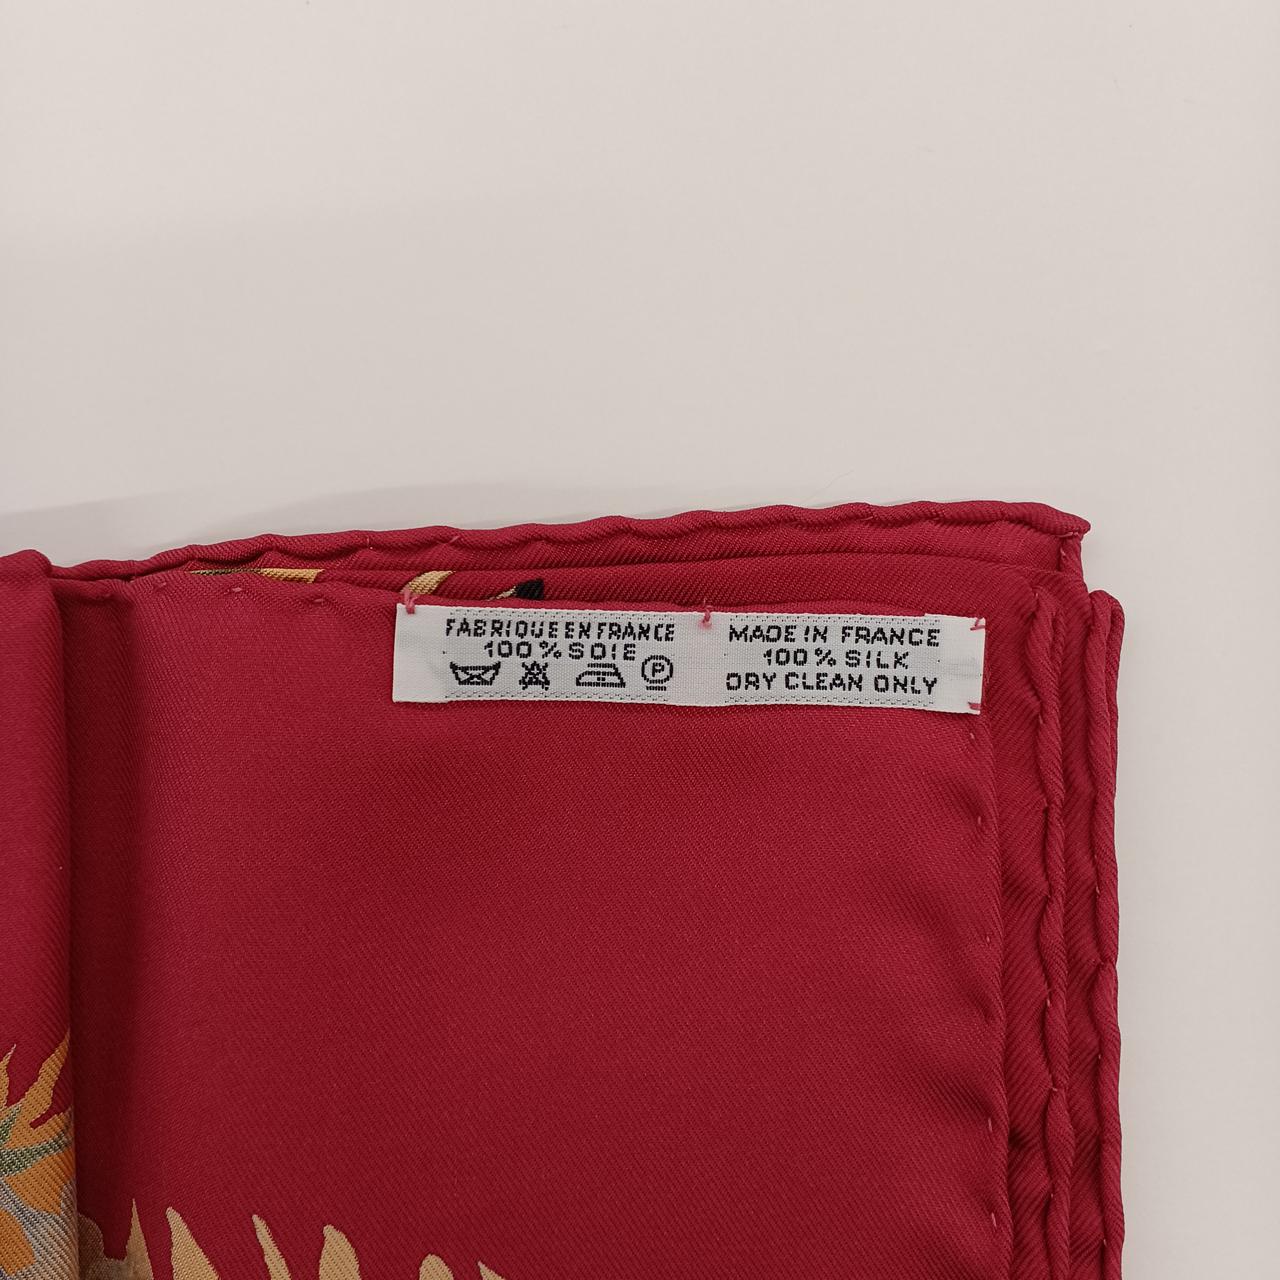 FABRIQUE EN FRANCE
100% SOIE
P
MADE IN FRANCE
100% SILK
DRY CLEAN ONLY